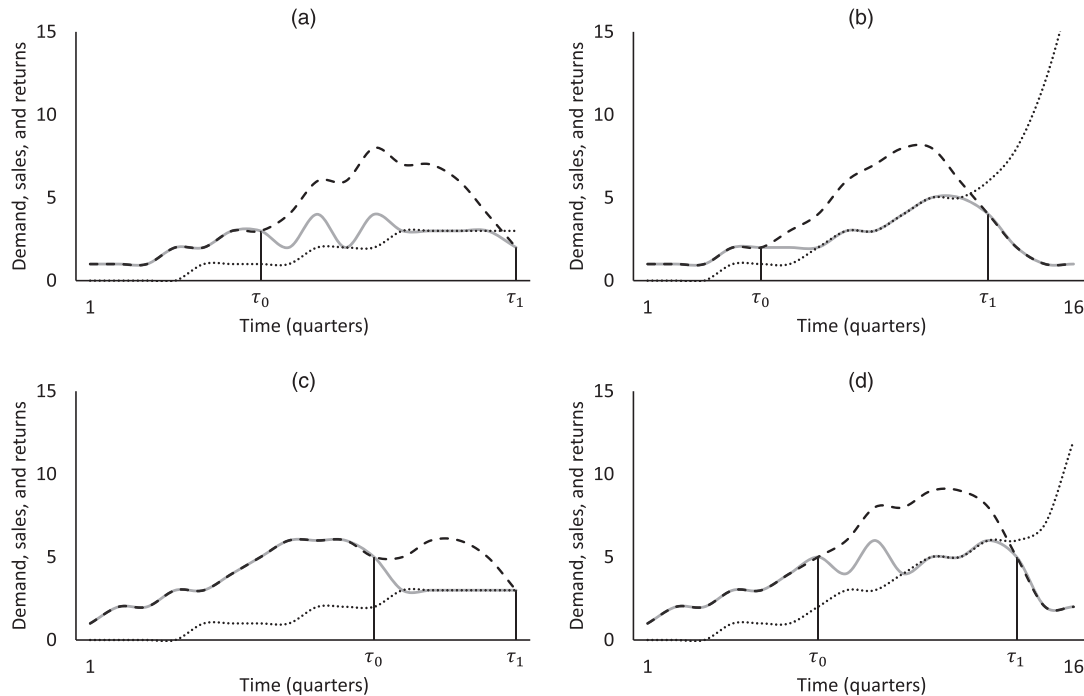 (a)
Demand, sales, and returns
15
10
5
0
1
τ0
τ1
Time (quarters)
(b)
Demand, sales, and returns
15
10
5
0
1
τ0
τ1
16
Time (quarters)
(c)
Demand, sales, and returns
15
10
5
0
1
τ0
τ1
Time (quarters)
(d)
Demand, sales, and returns
15
10
5
0
1
τ0
τ1
16
Time (quarters)